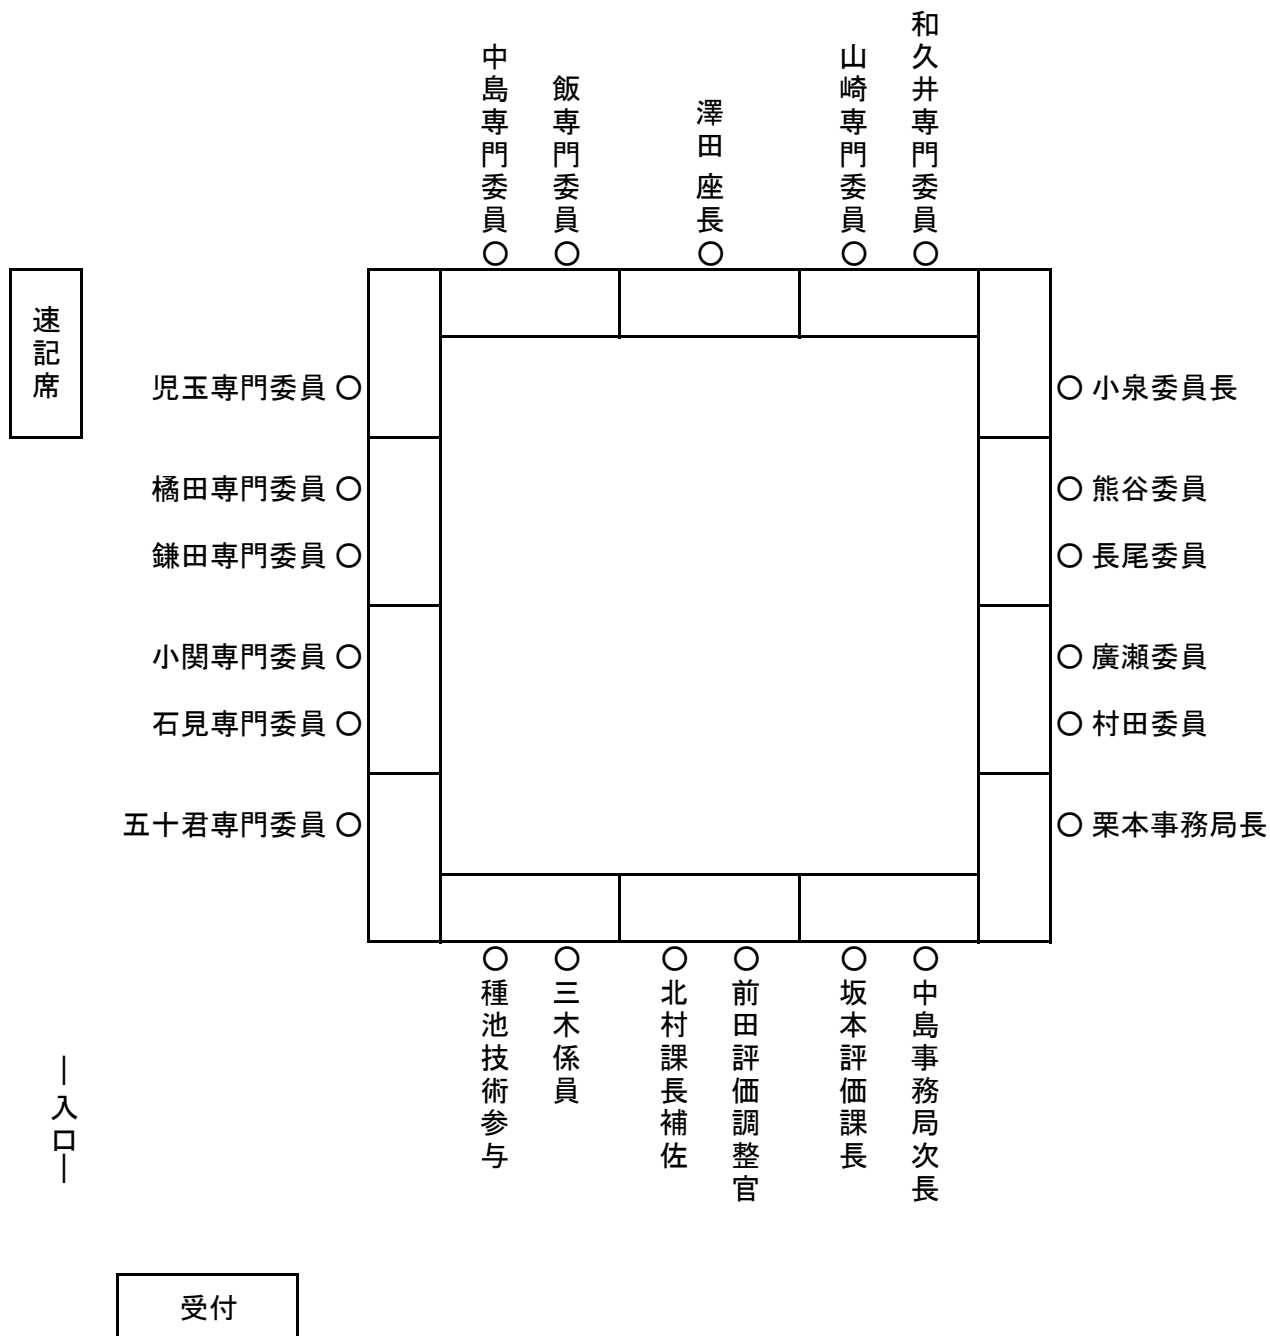 中島専門委員
飯専門委員
澤田 座長
山崎専門委員
和久井専門委員
速記席
児玉専門委員
橘田専門委員
鎌田専門委員
小関専門委員
石見専門委員
五十君専門委員
小泉委員長
熊谷委員
長尾委員
廣瀬委員
村田委員
栗本事務局長
種池技術参与
三木係員
北村課長補佐
前田評価調整官
坂本評価課長
中島事務局次長
―入口―
受付